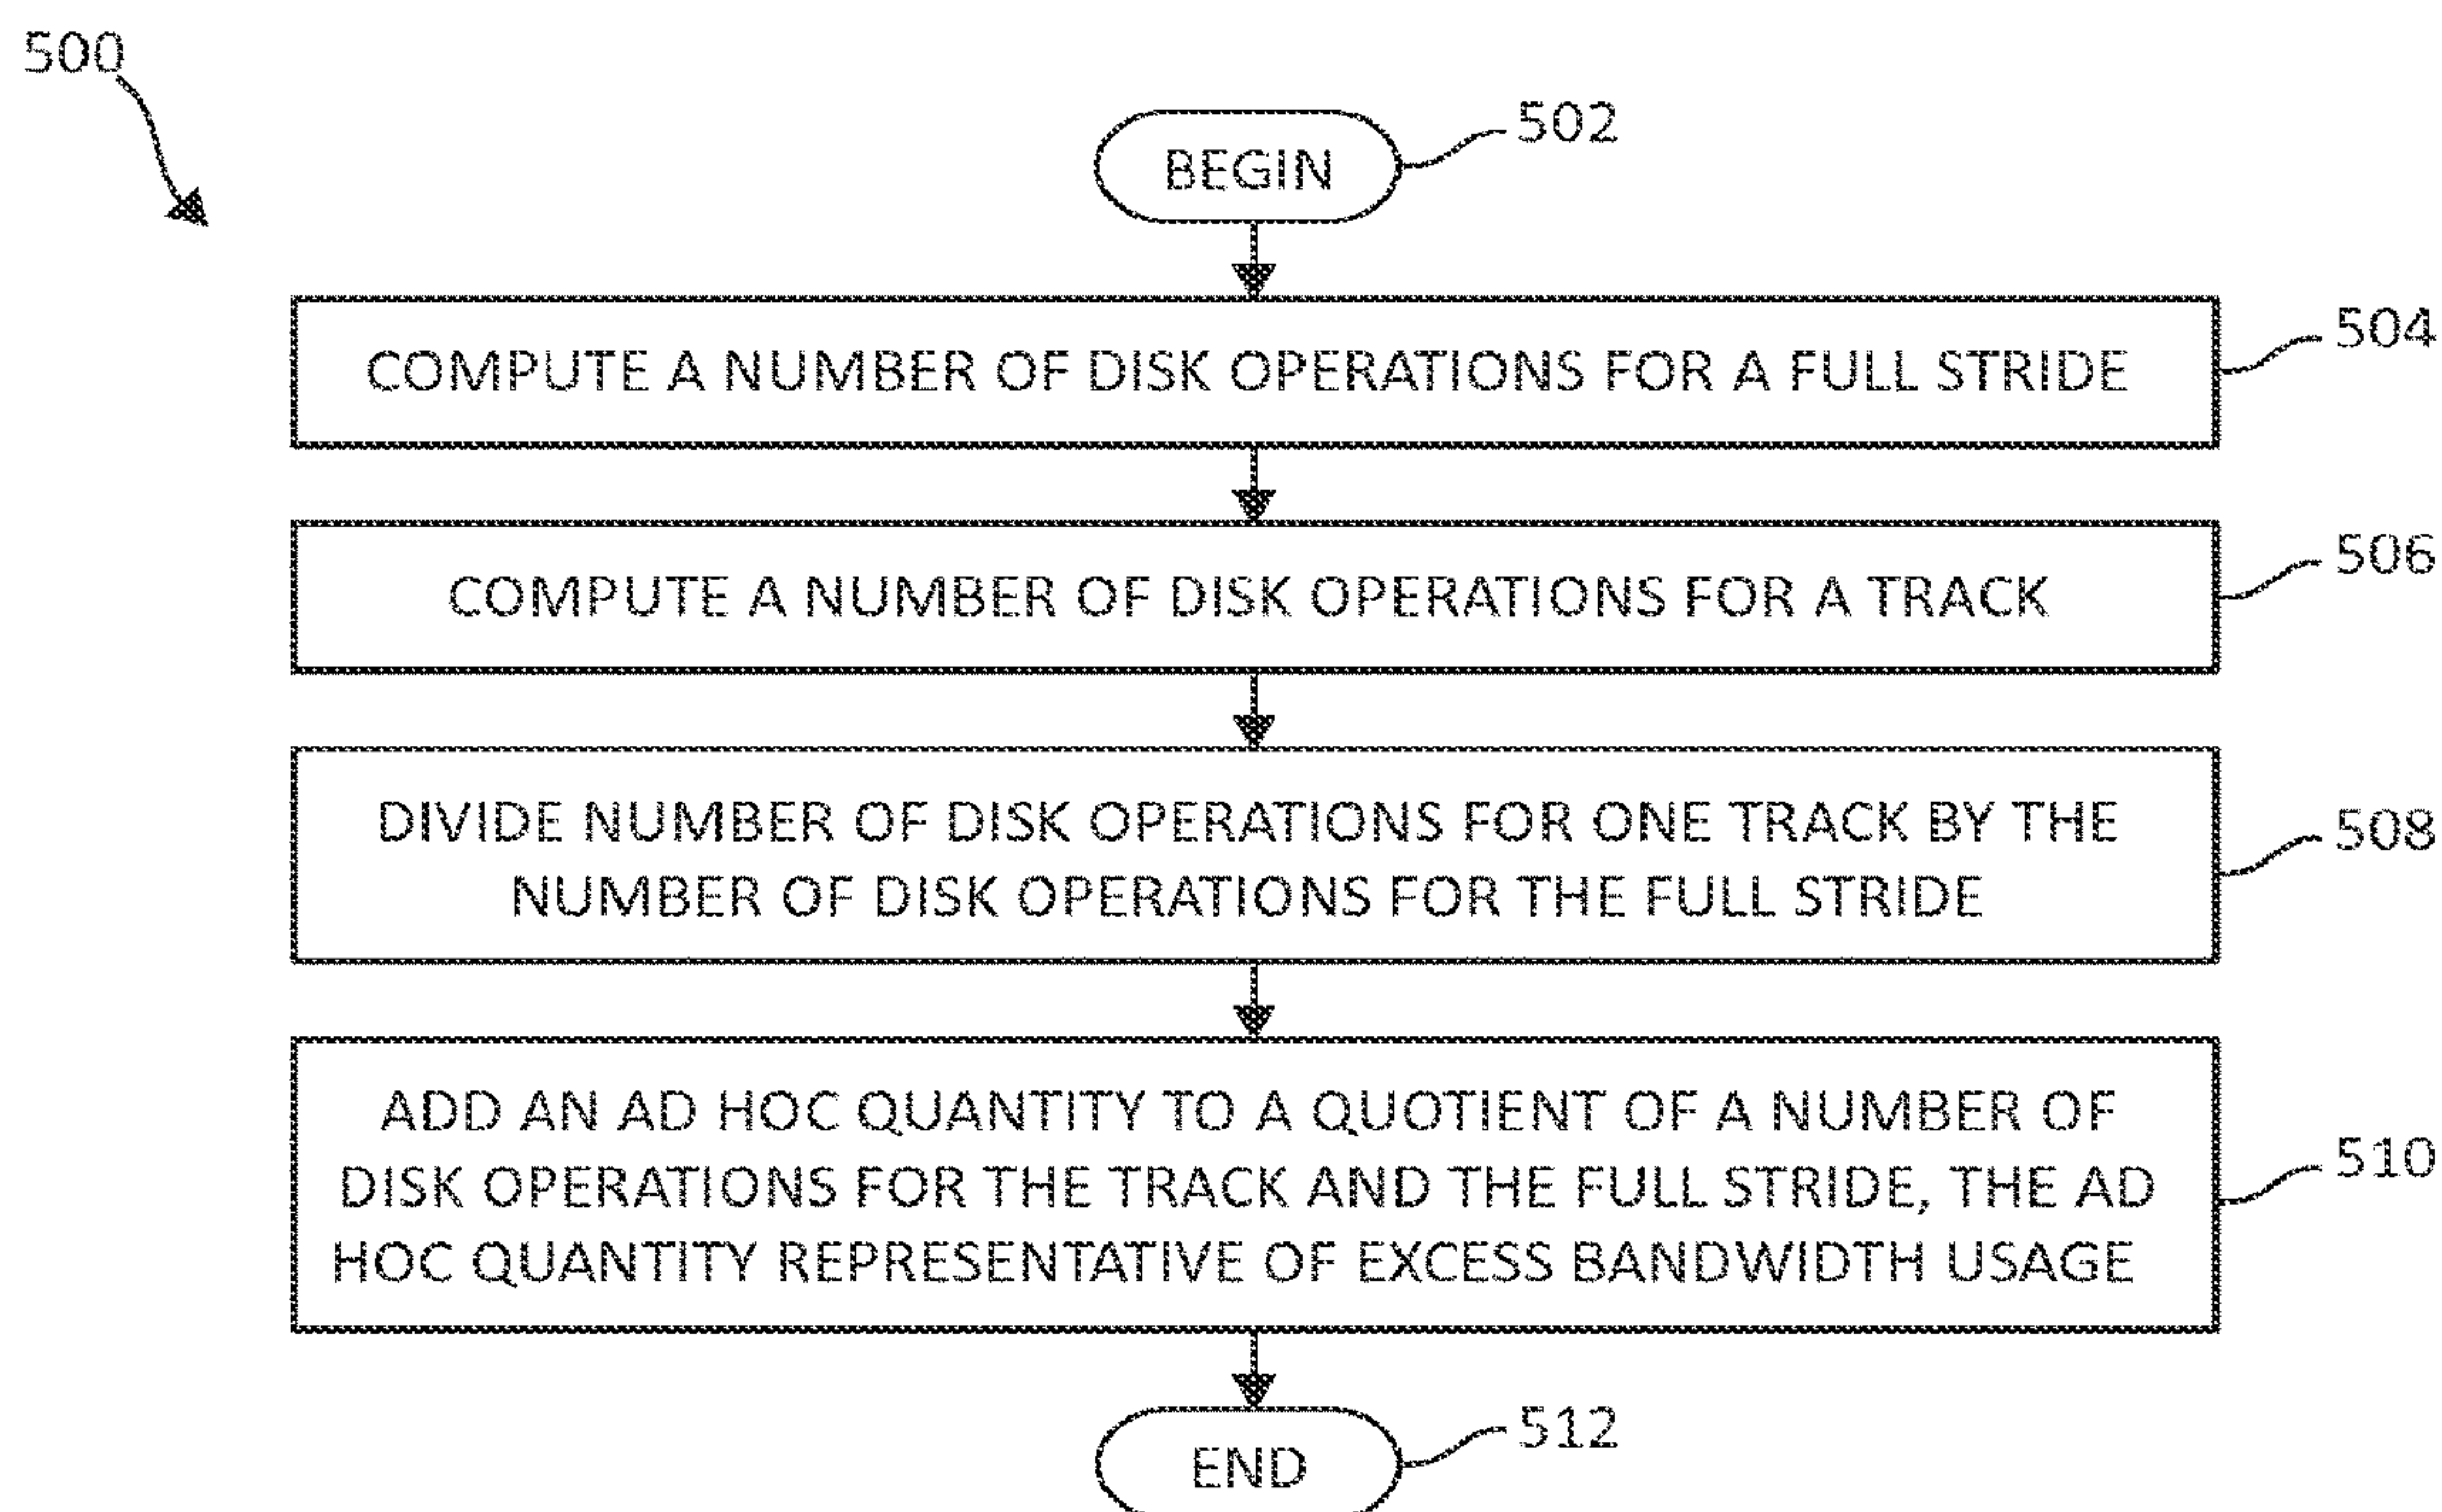 500
BEGIN
502
COMPUTE A NUMBER OF DISK OPERATIONS FOR A FULL STRIDE
504
COMPUTE A NUMBER OF DISK OPERATIONS FOR A TRACK
506
DIVIDE NUMBER OF DISK OPERATIONS FOR ONE TRACK BY THE
NUMBER OF DISK OPERATIONS FOR THE FULL STRIDE
508
ADD AN AD HOC QUANTITY TO A QUOTIENT OF A NUMBER OF
DISK OPERATIONS FOR THE TRACK AND THE FULL STRIDE, THE AD
HOC QUANTITY REPRESENTATIVE OF EXCESS BANDWIDTH USAGE
510
END
512